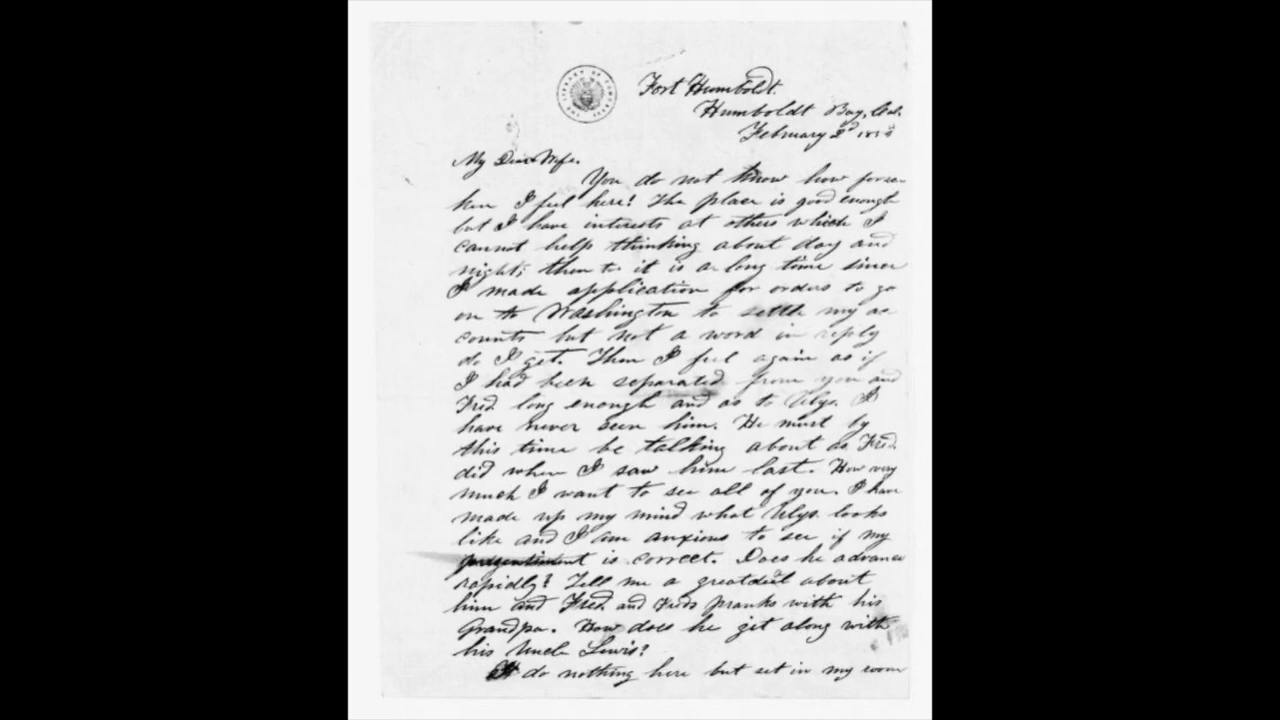 THE LIBRARY OF CONGRESS
Fort Humboldt.
Humboldt Bay, Cal.
February 2d 185
My Dear Wife.
You do not know how forsa-
ken I feel here! The place is good enough
but I have interests at others which I
cannot help thinking about day and
night; then to it is a long time since
I made application for orders to go
on to Washington to settle my ac
counts but not a word in reply
do I get. Then I feel again as if
I had been separated from you and
Fred. long enough and as to Ulys. I
have never seen him. He must by
this time be talking about as Fred.
did when I saw him last. How very
much I want to see all of you. I have
made up my mind what Ulys. looks
like and I am anxious to see if my
is correct. Does he advance
rapidly? Tell me a great deel about
him and Fred. and Freds pranks with his
Grandpa. How does he get along with
his Uncle Lewis?
I do nothing here but set in my room